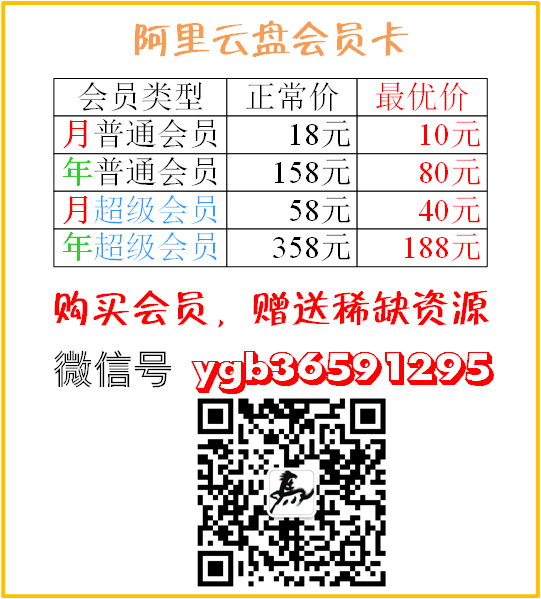 阿里云盘会员卡
会员类型 正常价 最优价
月普通会员 18元 10元
年普通会员 158元 80元
月超级会员 58元 40元
年超级会员 358元 188元
购买会员，赠送稀缺资源
微信号 ygb36591295